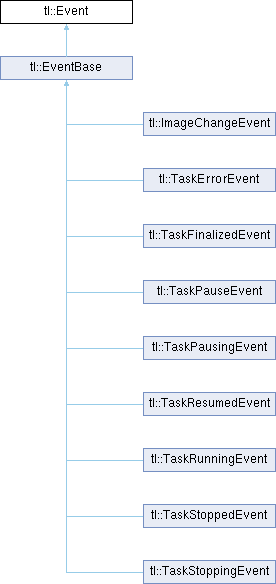 tl::Event
tl::EventBase
tl::ImageChangeEvent
tl::TaskErrorEvent
tl::TaskFinalizedEvent
tl::TaskPauseEvent
tl::TaskPausingEvent
tl::TaskResumedEvent
tl::TaskRunningEvent
tl::TaskStoppedEvent
tl::TaskStoppingEvent